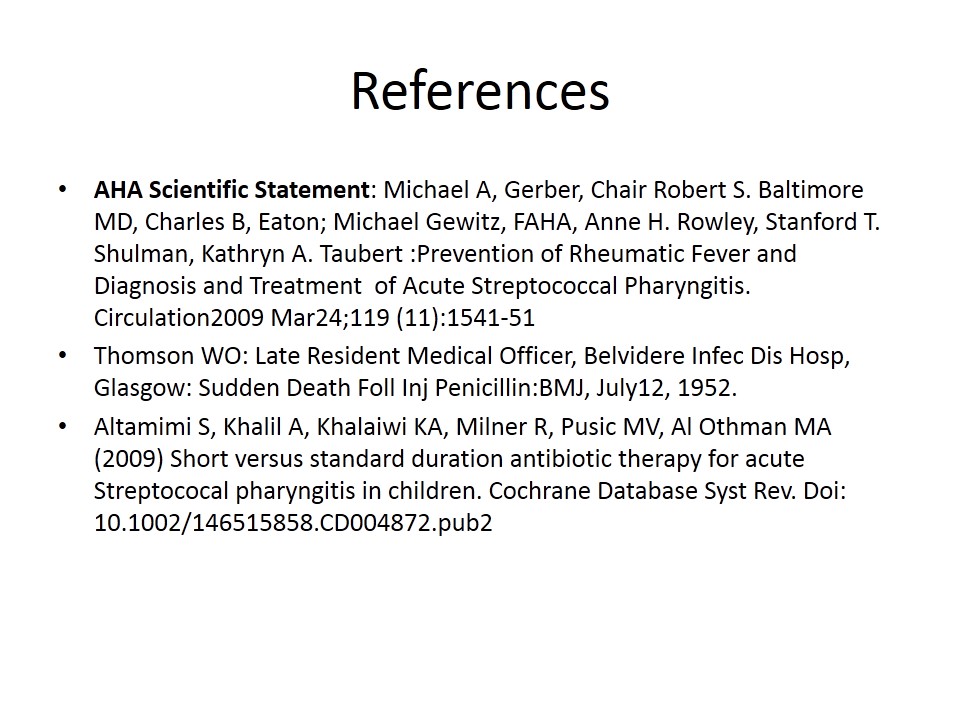 References
• AHA Scientific Statement: Michael A, Gerber, Chair Robert S. Baltimore
MD, Charles B, Eaton; Michael Gewitz, FAHA, Anne H. Rowley, Stanford T.
Shulman, Kathryn A. Taubert :Prevention of Rheumatic Fever and
Diagnosis and Treatment  of Acute Streptococcal Pharyngitis.
Circulation2009 Mar24;119 (11):1541-51
• Thomson WO: Late Resident Medical Officer, Belvidere Infec Dis Hosp,
Glasgow: Sudden Death Foll Inj Penicillin:BMJ, July12, 1952.
• Altamimi S, Khalil A, Khalaiwi KA, Milner R, Pusic MV, Al Othman MA
(2009) Short versus standard duration antibiotic therapy for acute
Streptococal pharyngitis in children. Cochrane Database Syst Rev. Doi:
10.1002/146515858.CD004872.pub2